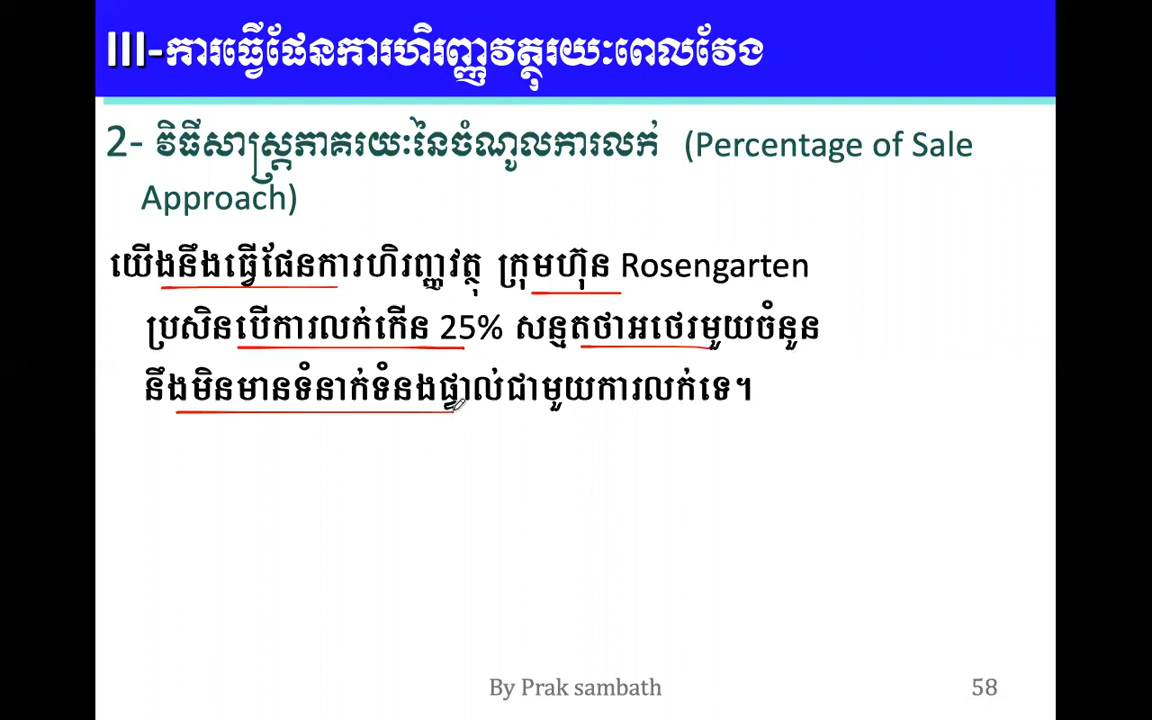 III-ការធ្វើផែនការហិរញ្ញវត្ថុរយៈពេលវែង
2- វិធីសាស្ត្រភាគរយៈនៃចំណូលការលក់ (Percentage of Sale
Approach)
យើងនឹងធ្វើផែនការហិរញ្ញវត្ថុ ក្រុមហ៊ុន Rosengarten
ប្រសិនបើការលក់កើន 25% សន្មតថាអថេរមួយចំនួន
នឹងមិនមានទំនាក់ទំនងផ្ទាល់ជាមួយការលក់ទេ។
By Prak sambath
58